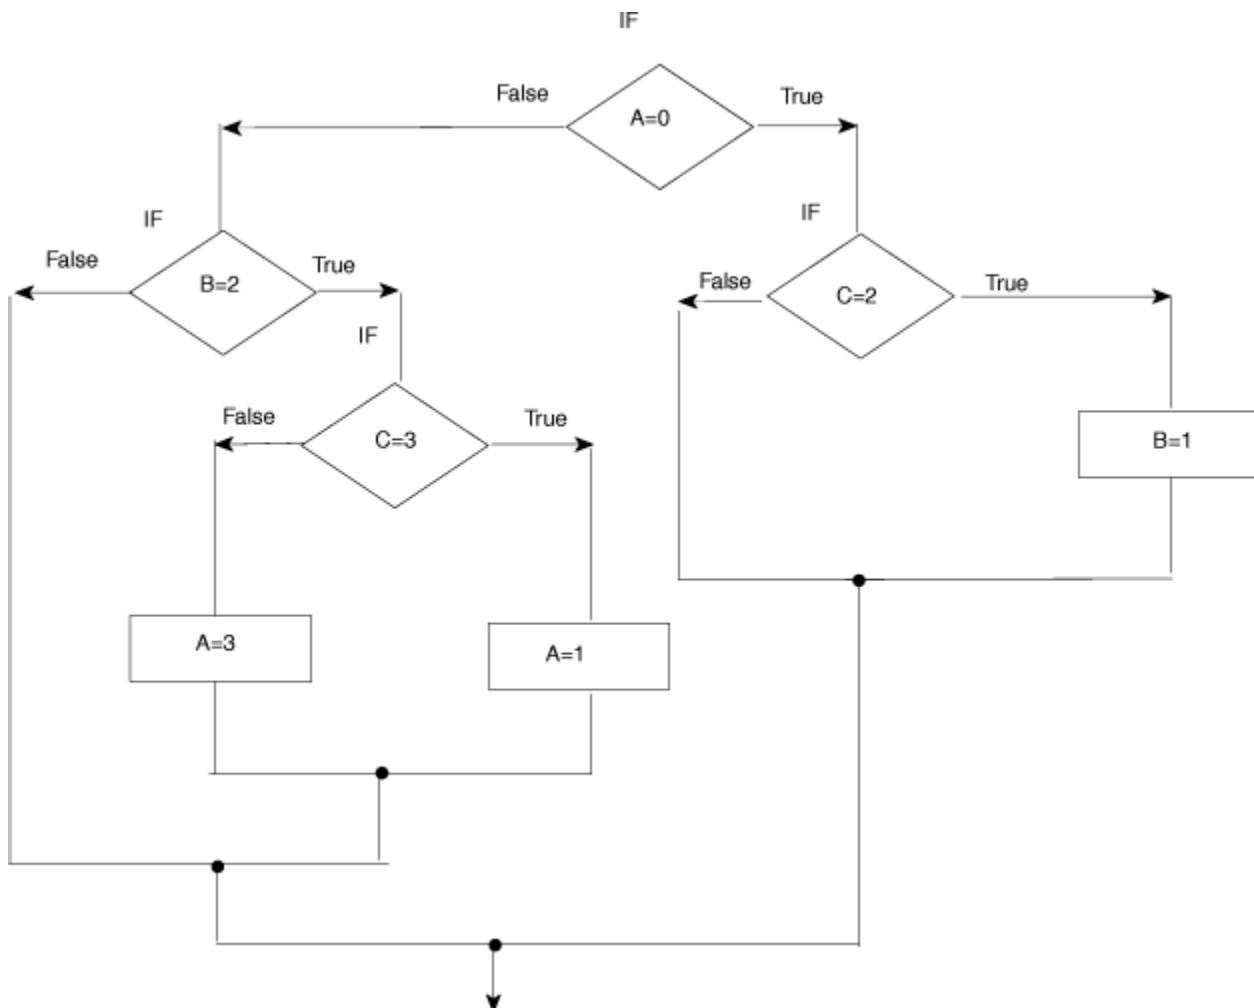 IF
False
A=0
True
IF
IF
False
B=2
True
False
C=2
True
IF
False
C=3
True
B=1
A=3
A=1